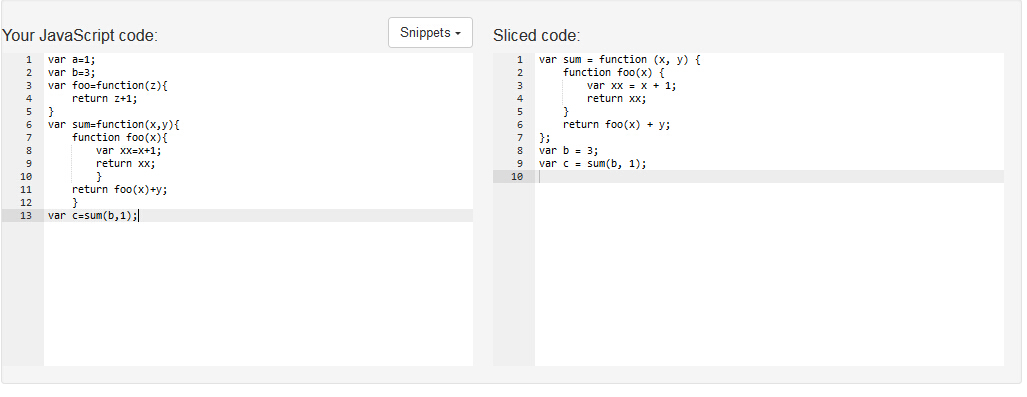 Your JavaScript code:
Snippets
1 var a=1;
2 var b=3;
3 var foo=function(z){
4     return z+1;
5 }
6 var sum=function(x,y){
7     function foo(x){
8         var xx=x+1;
9         return xx;
10         }
11     return foo(x)+y;
12     }
13 var c=sum(b,1);
Sliced code:
1 var sum = function (x, y) {
2     function foo(x) {
3         var xx = x + 1;
4         return xx;
5     }
6     return foo(x) + y;
7 };
8 var b = 3;
9 var c = sum(b, 1);
10